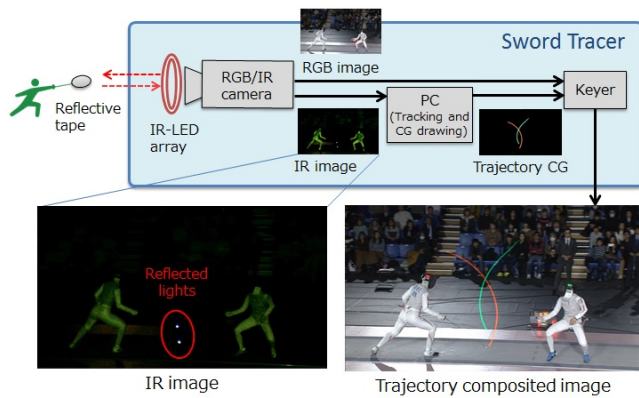 Sword Tracer
RGB image
RGB/IR
camera
Reflective
tape
IR-LED
array
PC
(Tracking and
CG drawing)
Keyer
IR image
Trajectory CG
Reflected
lights
IR image
Trajectory composited image